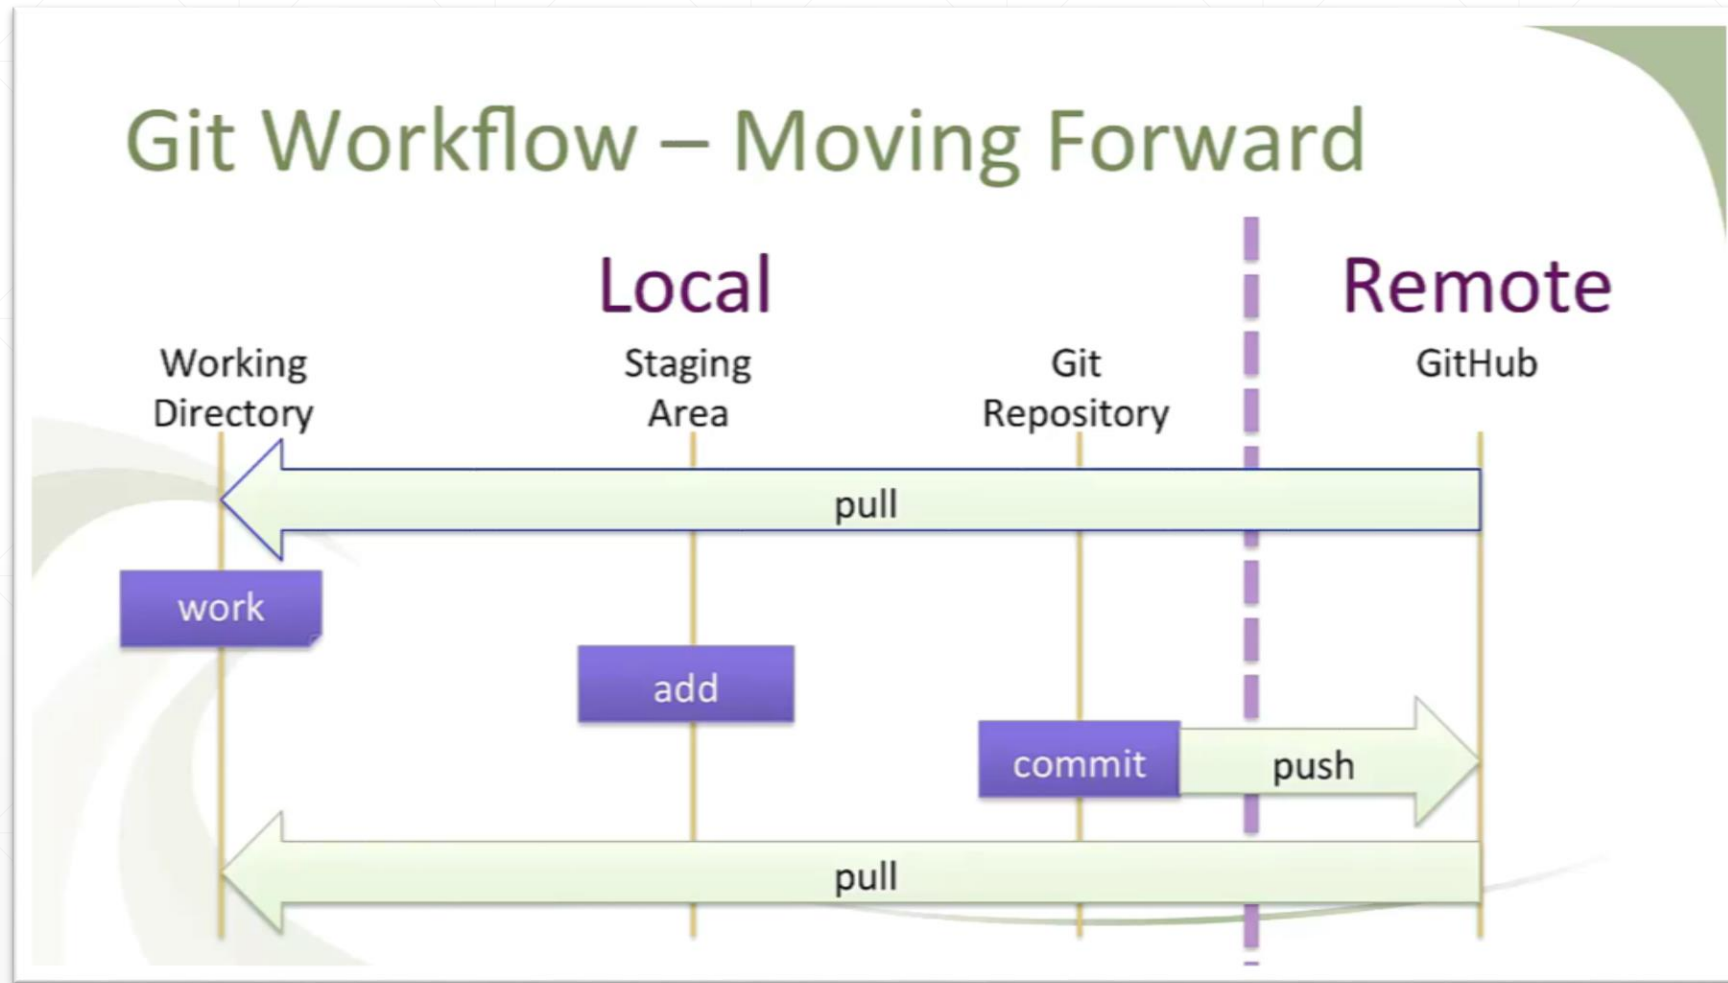 Git Workflow – Moving Forward
Local
Remote
Working
Directory
Staging
Area
Git
Repository
GitHub
pull
work
add
commit
push
pull